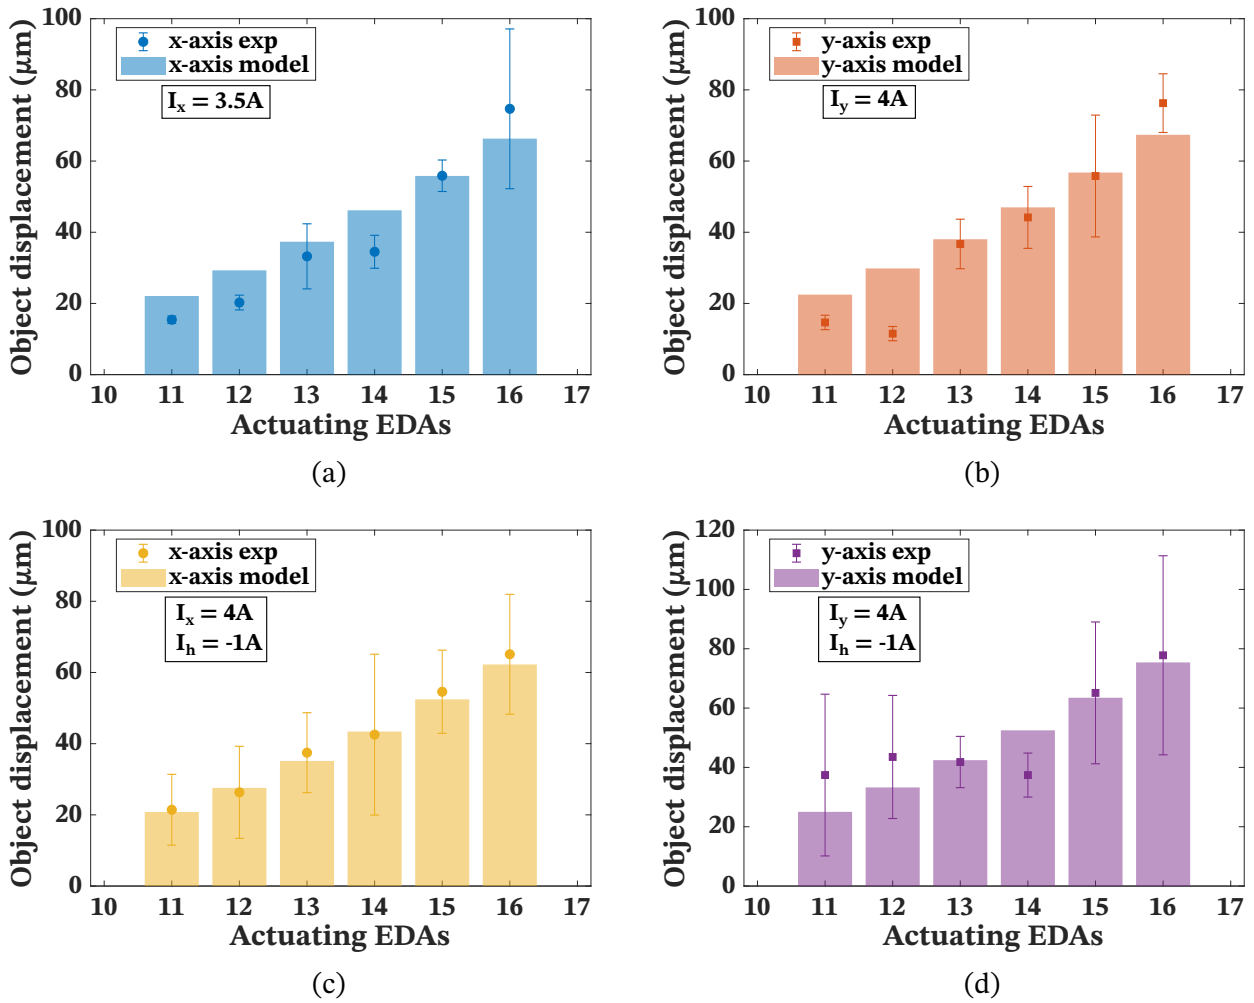 100
80
60
40
20
0
Object displacement (μm)
x-axis exp
x-axis model
Iₓ = 3.5A
10 11 12 13 14 15 16 17
Actuating EDAs
(a)
100
80
60
40
20
0
Object displacement (μm)
y-axis exp
y-axis model
I_y = 4A
10 11 12 13 14 15 16 17
Actuating EDAs
(b)
100
80
60
40
20
0
Object displacement (μm)
x-axis exp
x-axis model
Iₓ = 4A
I_h = -1A
10 11 12 13 14 15 16 17
Actuating EDAs
(c)
120
100
80
60
40
20
0
Object displacement (μm)
y-axis exp
y-axis model
I_y = 4A
I_h = -1A
10 11 12 13 14 15 16 17
Actuating EDAs
(d)